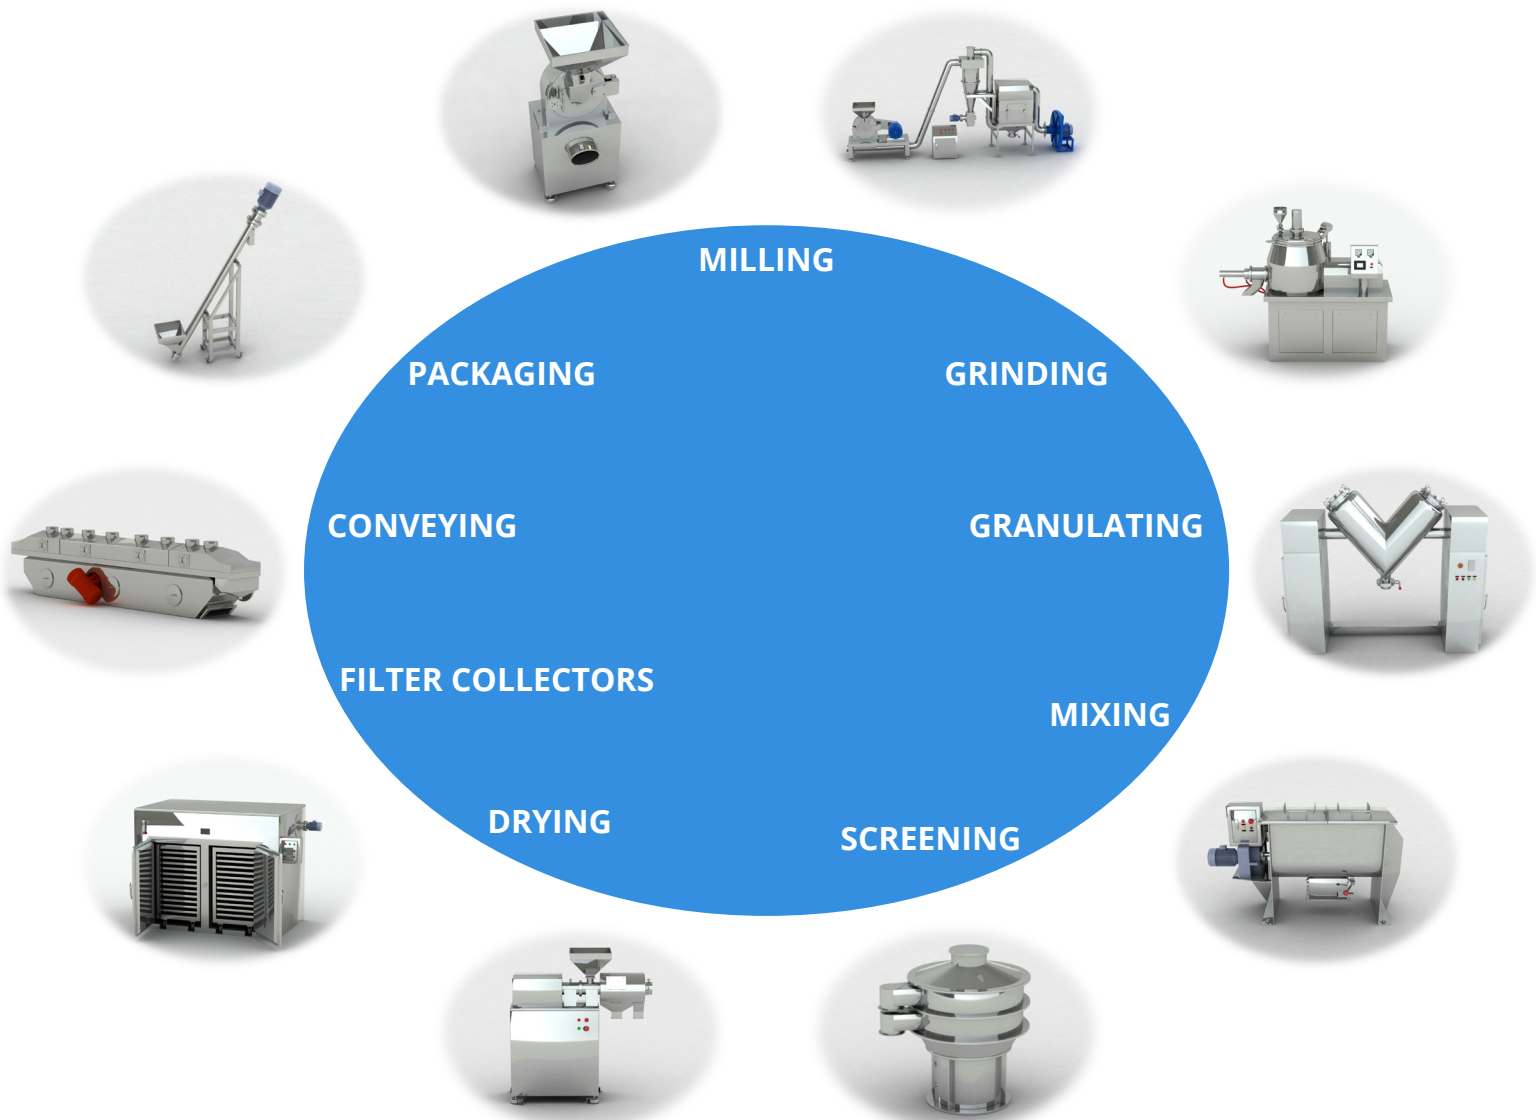 MILLING
PACKAGING
GRINDING
CONVEYING
GRANULATING
FILTER COLLECTORS
MIXING
DRYING
SCREENING